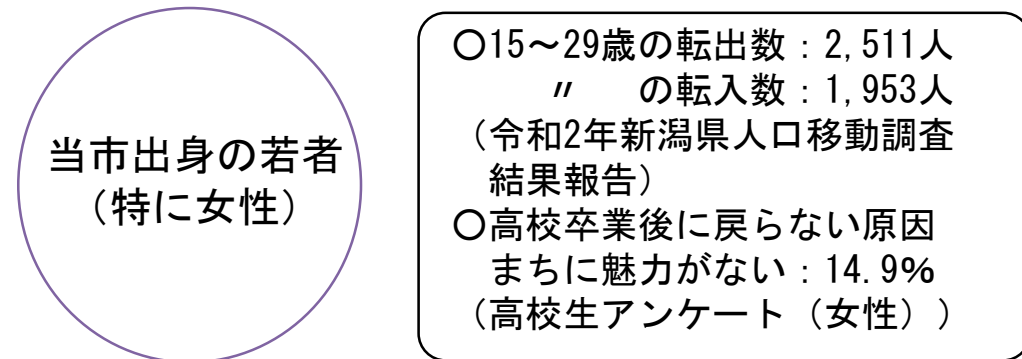 当市出身の若者
（特に女性）
〇15～29歳の転出数：2,511人
〃　の転入数：1,953人
（令和2年新潟県人口移動調査
結果報告）
〇高校卒業後に戻らない原因
まちに魅力がない：14.9%
（高校生アンケート（女性））